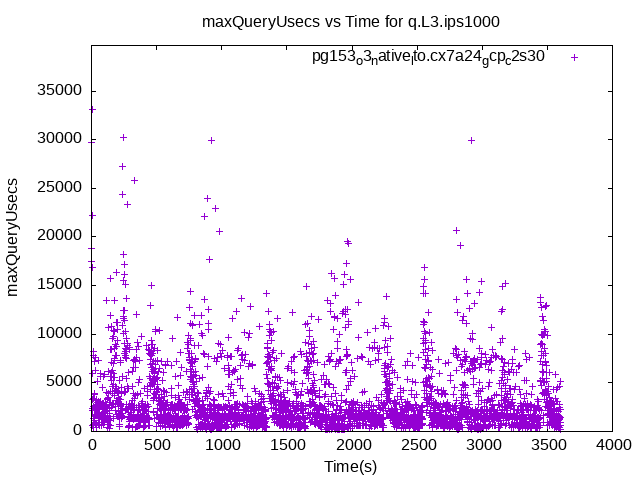 maxQueryUsecs vs Time for q.L3.ips1000
pg153o3native_lto.cx7a24gcpc2s30
35000
30000
25000
20000
15000
10000
5000
0
maxQueryUsecs
0 500 1000 1500 2000 2500 3000 3500 4000
Time(s)